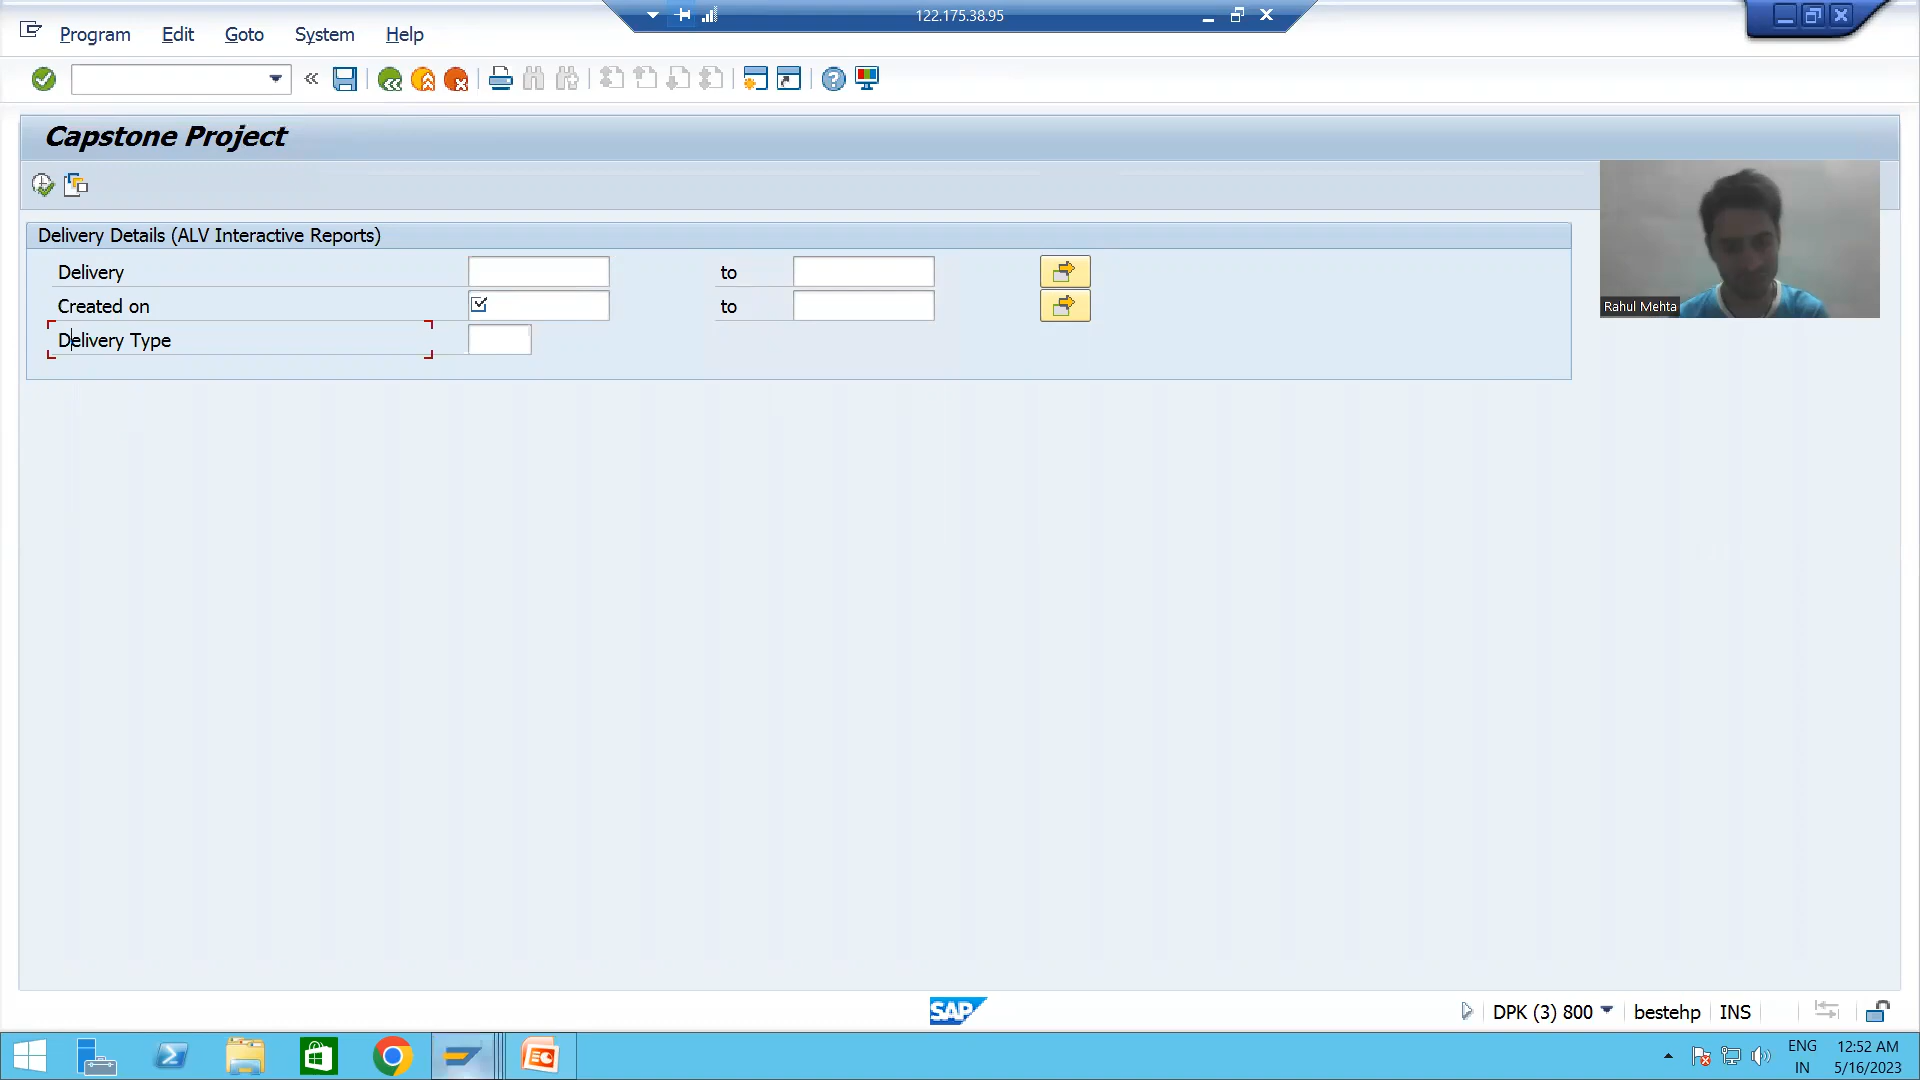 122.175.38.95
Program Edit Goto System Help
Capstone Project
Delivery Details (ALV Interactive Reports)
Delivery to
Created on to
Delivery Type
Rahul Mehta
SAP
DPK (3) 800 bestehp INS
ENG 12:52 AM
IN 5/16/2023